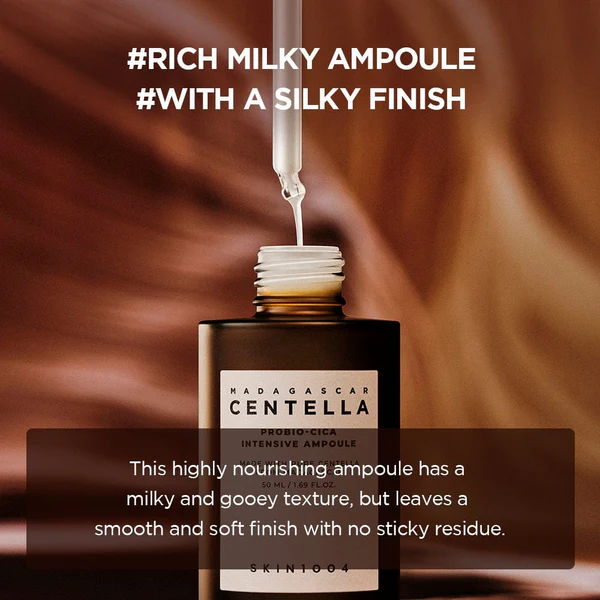 #RICH MILKY AMPOULE
#WITH A SILKY FINISH
MADAGASCAR
CENTELLA
PROBIO-CICA
INTENSIVE AMPOULE
This highly nourishing ampoule has a
50 ML / 1.69 FL.OZ.
milky and gooey texture, but leaves a
smooth and soft finish with no sticky residue.
SKIN1004